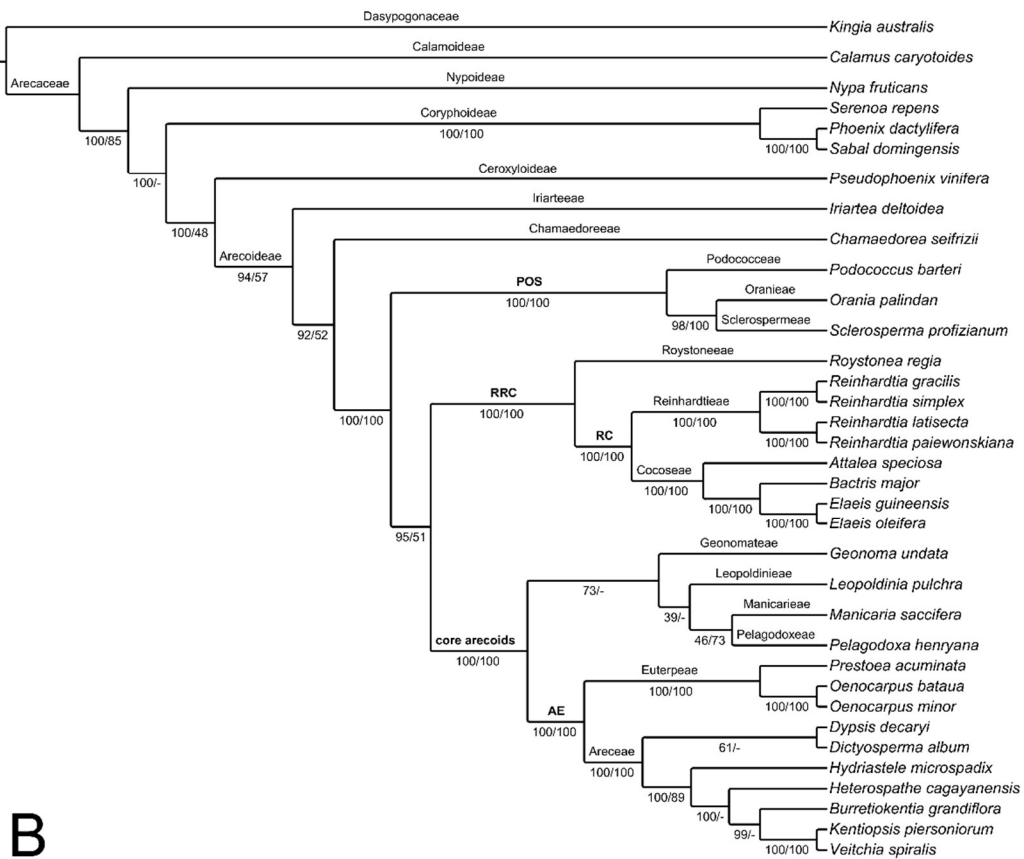 Dasypogonaceae
Kingia australis
Calamoideae
Calamus caryotoides
Arecaceae
Nypoideae
Nypa fruticans
100/85
Coryphoideae
100/100
Serenoa repens
Phoenix dactylifera
100/100
Sabal domingensis
100/-
Ceroxyloideae
Pseudophoenix vinifera
100/48
Iriarteeae
Iriartea deltoidea
Arecoideae
94/57
Chamaedoreeae
Chamaedorea seifrizii
92/52
POS
100/100
Podococceae
Podococcus barteri
Oranieae
Orania palindan
98/100
Sclerospermeae
Sclerosperma profizianum
100/100
Roystoneeae
Roystonea regia
RRC
100/100
Reinhardtieae
100/100
Reinhardtia gracilis
100/100
Reinhardtia simplex
Reinhardtia latisecta
100/100
Reinhardtia paiewonskiana
RC
100/100
Cocoseae
100/100
Attalea speciosa
Bactris major
100/100
Elaeis guineensis
100/100
Elaeis oleifera
95/51
Geonomateae
Geonoma undata
73/-
Leopoldinieae
Leopoldinia pulchra
39/-
Manicarieae
Manicaria saccifera
46/73
Pelagodoxeae
Pelagodoxa henryana
core arecoids
100/100
Euterpeae
100/100
Prestoea acuminata
Oenocarpus bataua
100/100
Oenocarpus minor
AE
100/100
Areceae
100/100
Dypsis decaryi
61/-
Dictyosperma album
Hydriastele microspadix
100/89
Heterospathe cagayanensis
100/-
Burretiokentia grandiflora
99/-
Kentiopsis piersoniorum
100/100
Veitchia spiralis
B